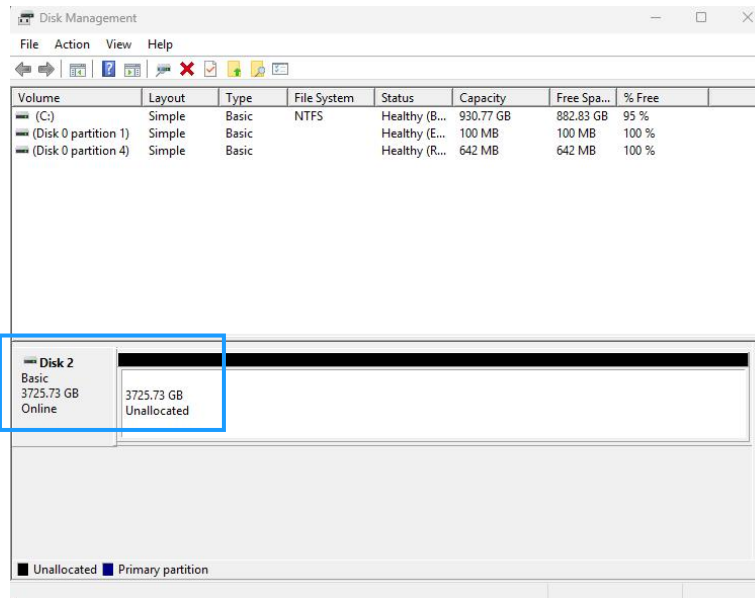 Disk Management
File Action View Help
Volume Layout Type File System Status Capacity Free Spa... % Free
(C:) Simple Basic NTFS Healthy (B... 930.77 GB 882.83 GB 95 %
(Disk 0 partition 1) Simple Basic Healthy (E... 100 MB 100 MB 100 %
(Disk 0 partition 4) Simple Basic Healthy (R... 642 MB 642 MB 100 %
Disk 2
Basic
3725.73 GB
Online
3725.73 GB
Unallocated
Unallocated Primary partition